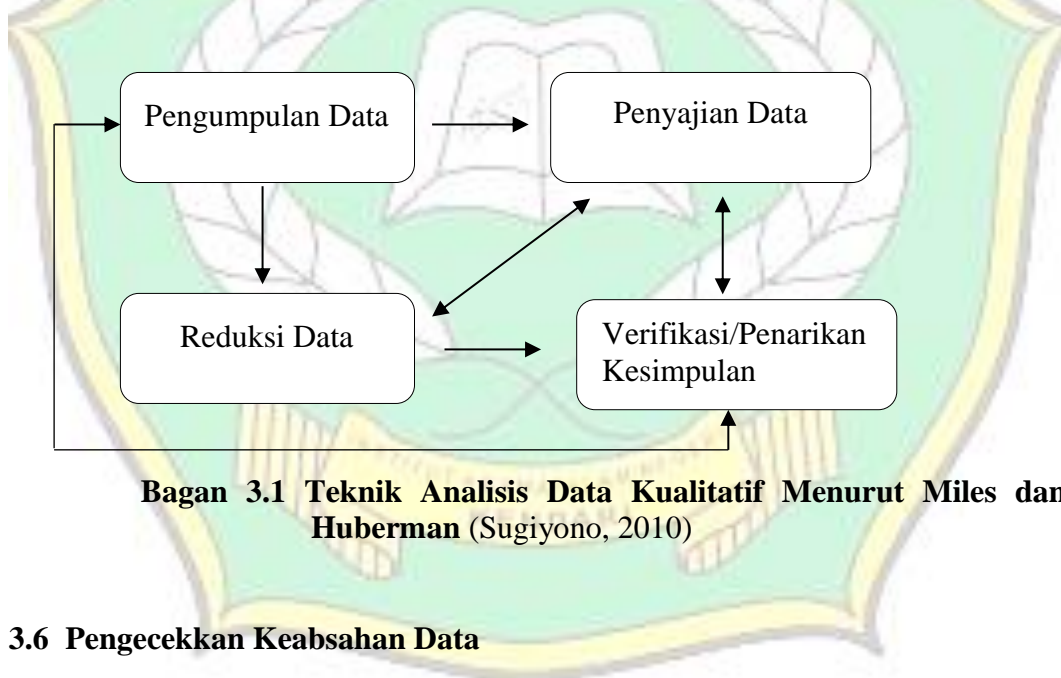 Pengumpulan Data
Penyajian Data
Reduksi Data
Verifikasi/Penarikan
Kesimpulan
Bagan 3.1 Teknik Analisis Data Kualitatif Menurut Miles dan
Huberman (Sugiyono, 2010)
3.6 Pengecekkan Keabsahan Data